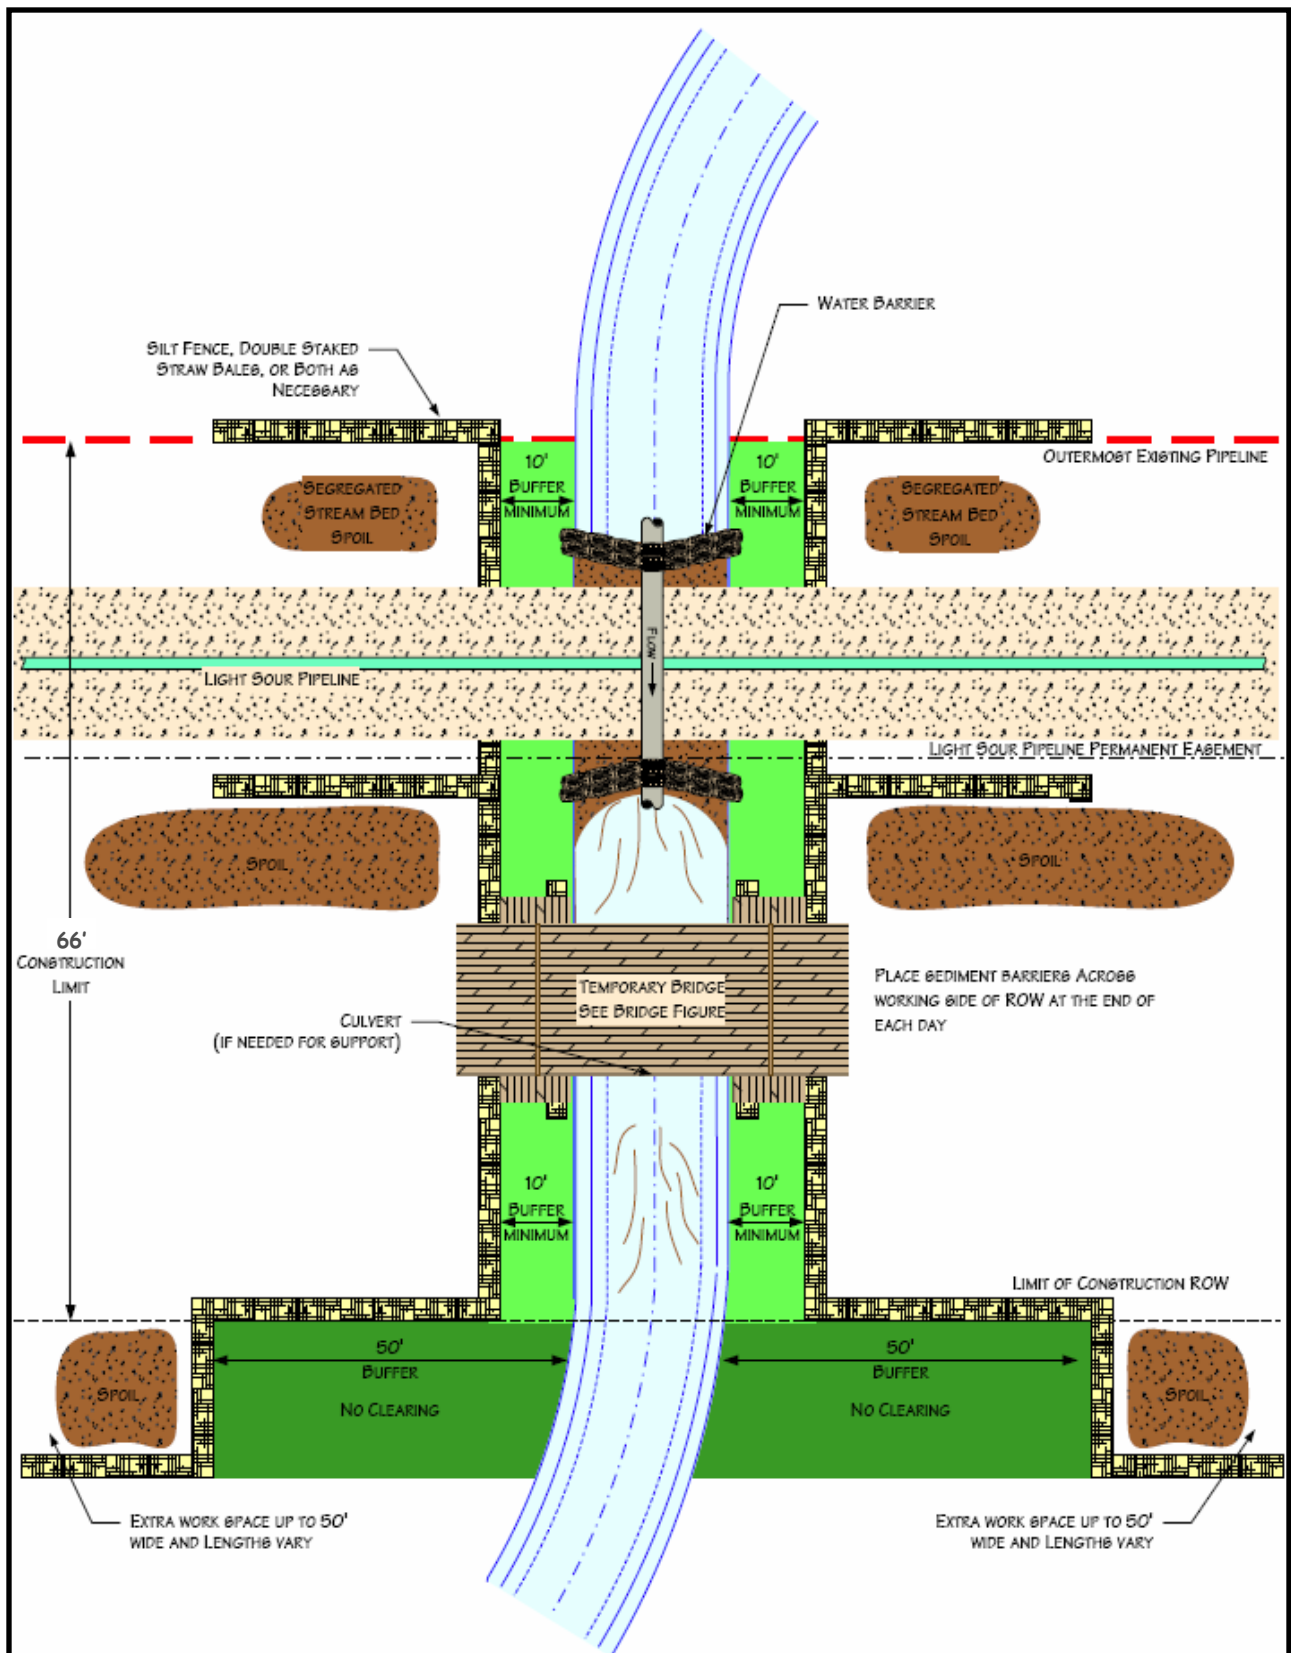 Water Barrier
Silt Fence, Double Staked
Straw Bales, or Both as
Necessary
Outermost Existing Pipeline
10'
Buffer
Minimum
10'
Buffer
Minimum
Segregated
Stream Bed
Spoil
Segregated
Stream Bed
Spoil
Flow
Light Sour Pipeline
Light Sour Pipeline Permanent Easement
Spoil
Spoil
66'
Construction
Limit
Temporary Bridge
See Bridge Figure
Place sediment barriers Across
working side of ROW at the end of
each day
Culvert
(if needed for support)
10'
Buffer
Minimum
10'
Buffer
Minimum
Limit of Construction ROW
50'
Buffer
No Clearing
50'
Buffer
No Clearing
Spoil
Spoil
Extra work space up to 50'
wide and Lengths vary
Extra work space up to 50'
wide and Lengths vary